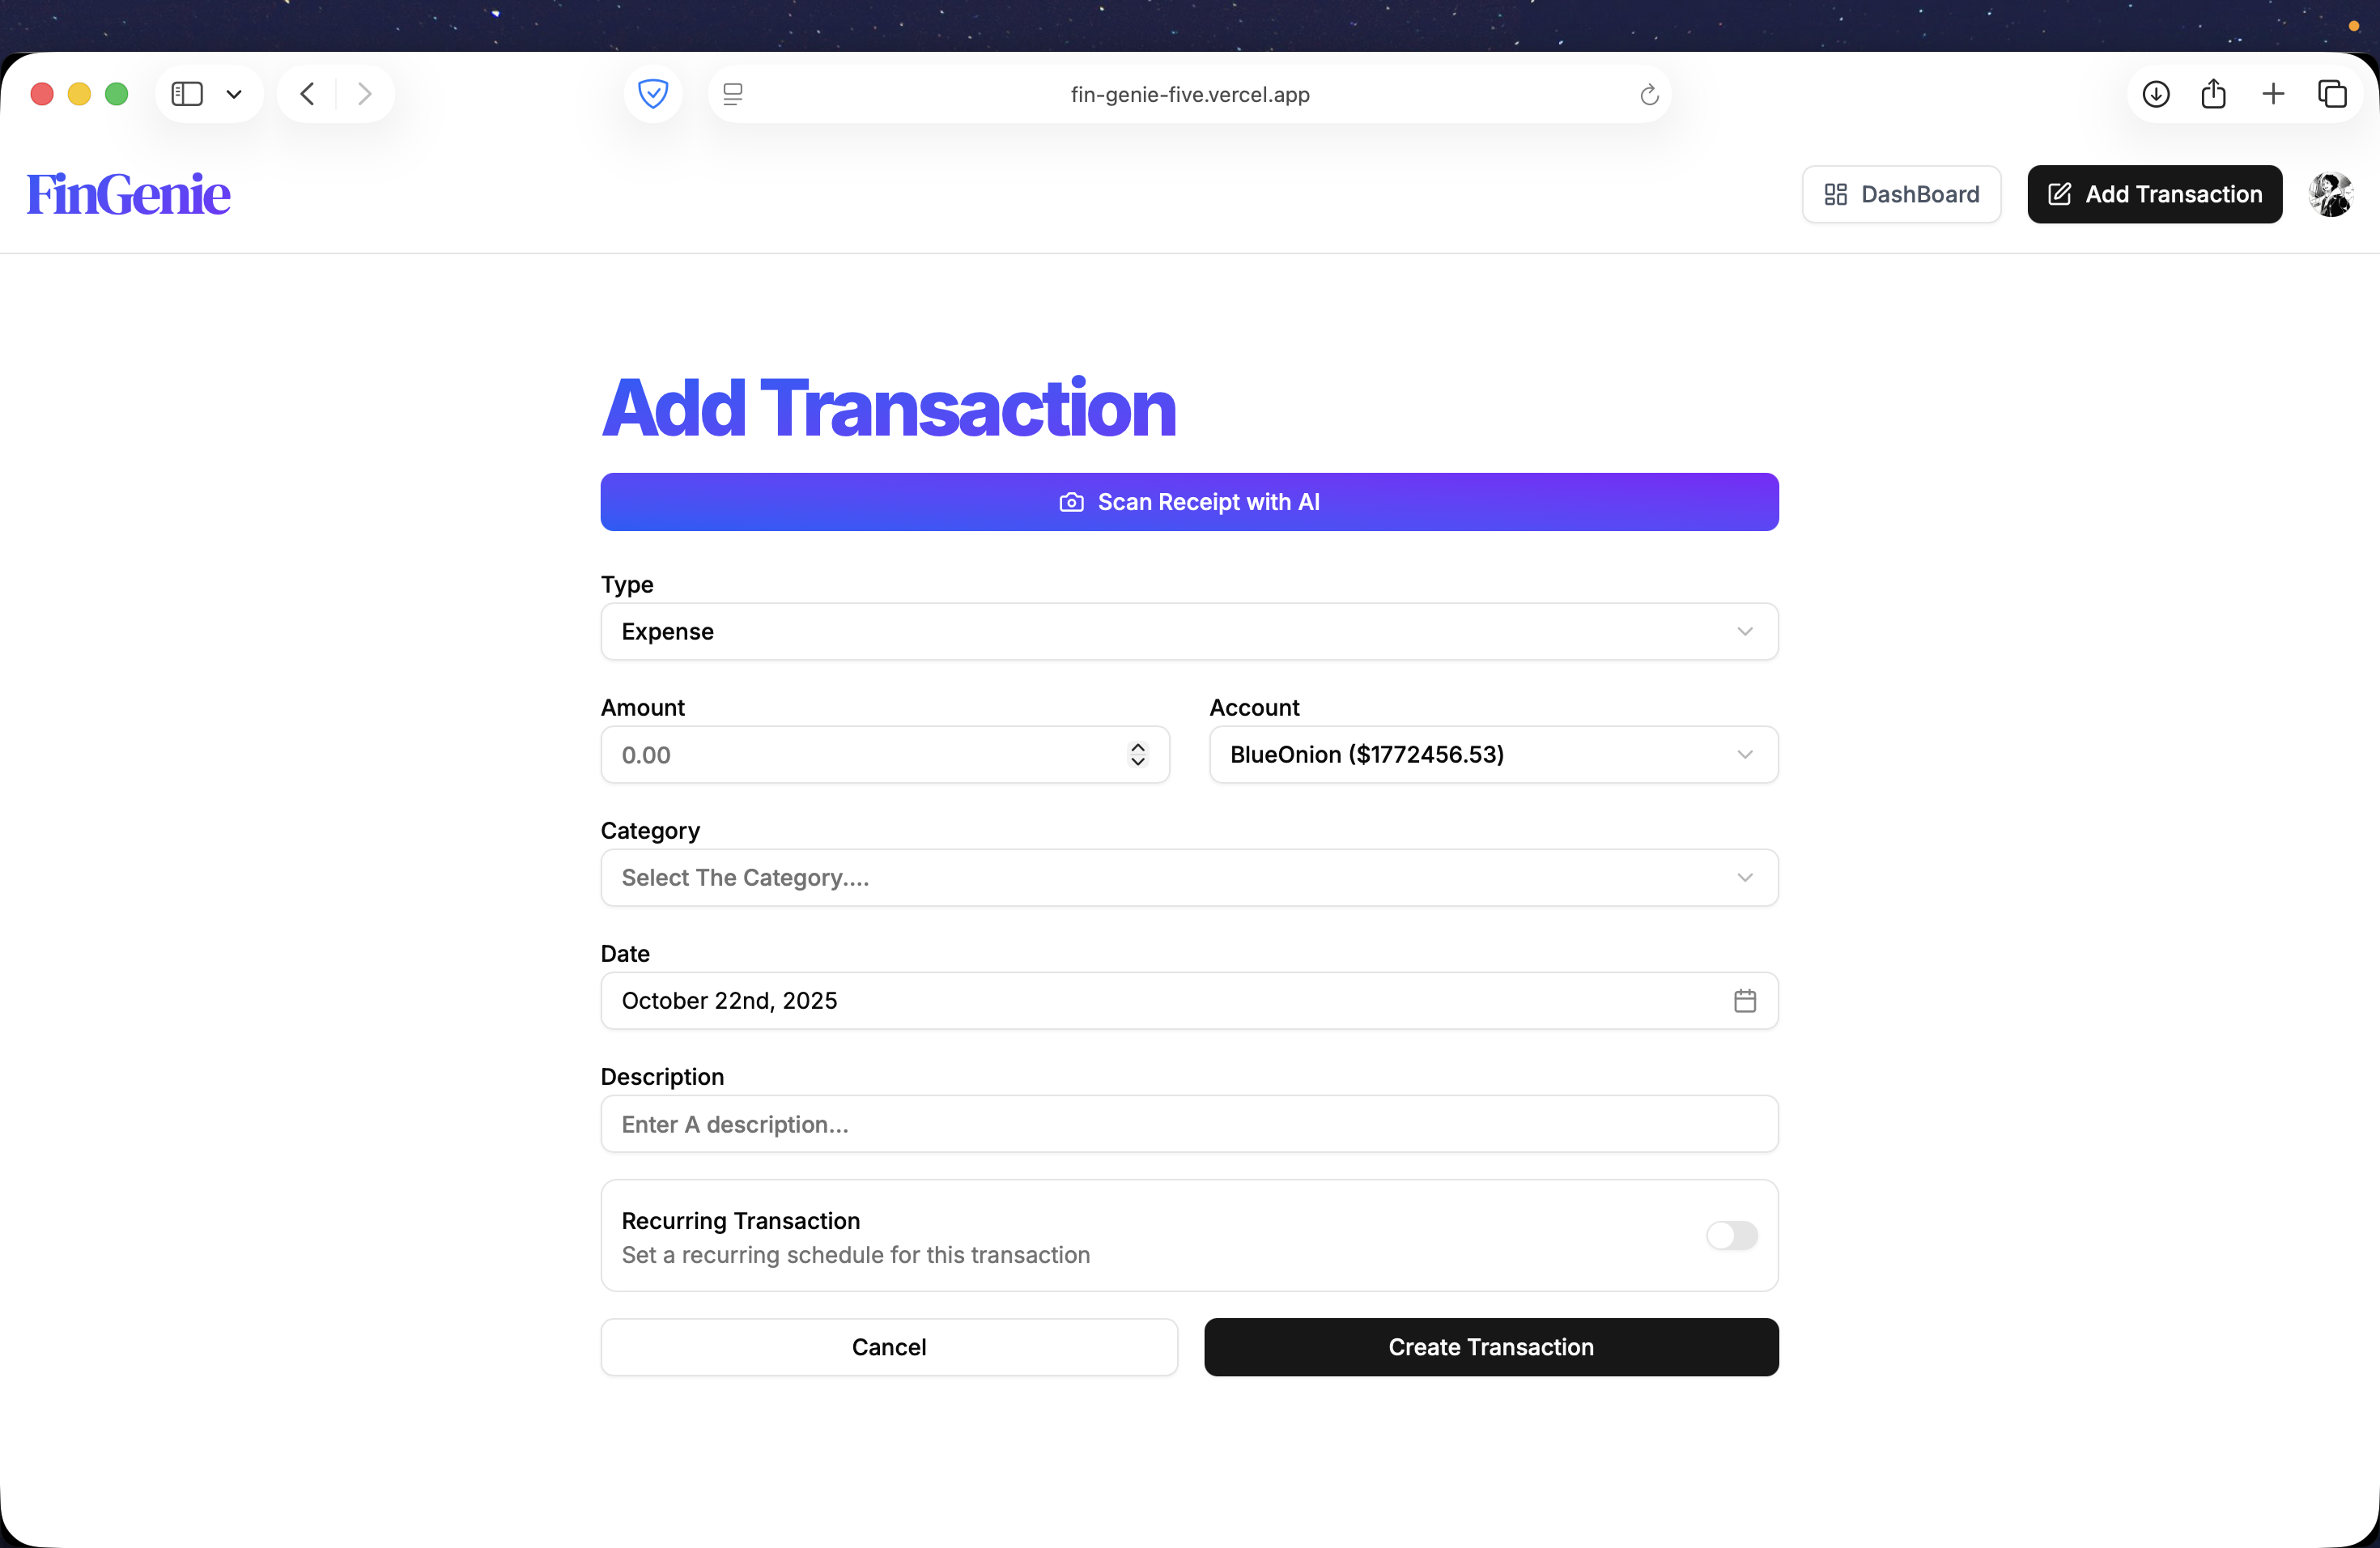 fin-genie-five.vercel.app
FinGenie
DashBoard
Add Transaction
Add Transaction
Scan Receipt with AI
Type
Expense
Amount
Account
0.00
BlueOnion ($1772456.53)
Category
Select The Category....
Date
October 22nd, 2025
Description
Enter A description...
Recurring Transaction
Set a recurring schedule for this transaction
Cancel
Create Transaction